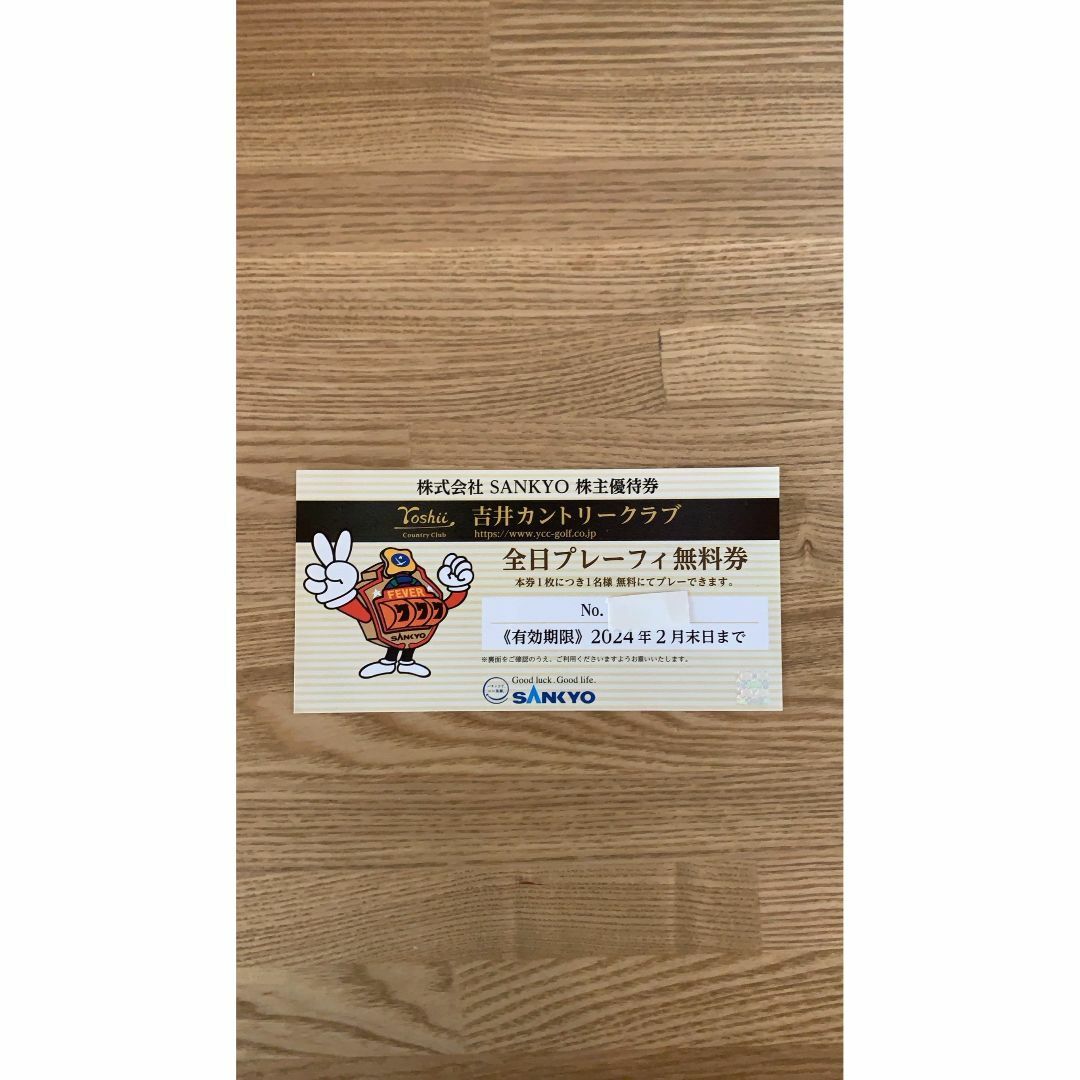 株式会社 SANKYO 株主優待券
Yoshii
Country Club
吉井カントリークラブ
https://www.ycc-golf.co.jp
全日プレーフィ無料券
本券1枚につき1名様 無料にてプレーできます。
FEVER
777
SANKYO
No.
《有効期限》2024年2月末日まで
※裏面をご確認のうえ、ご利用くださいますようお願いいたします。
Good luck. Good life.
SANKYO